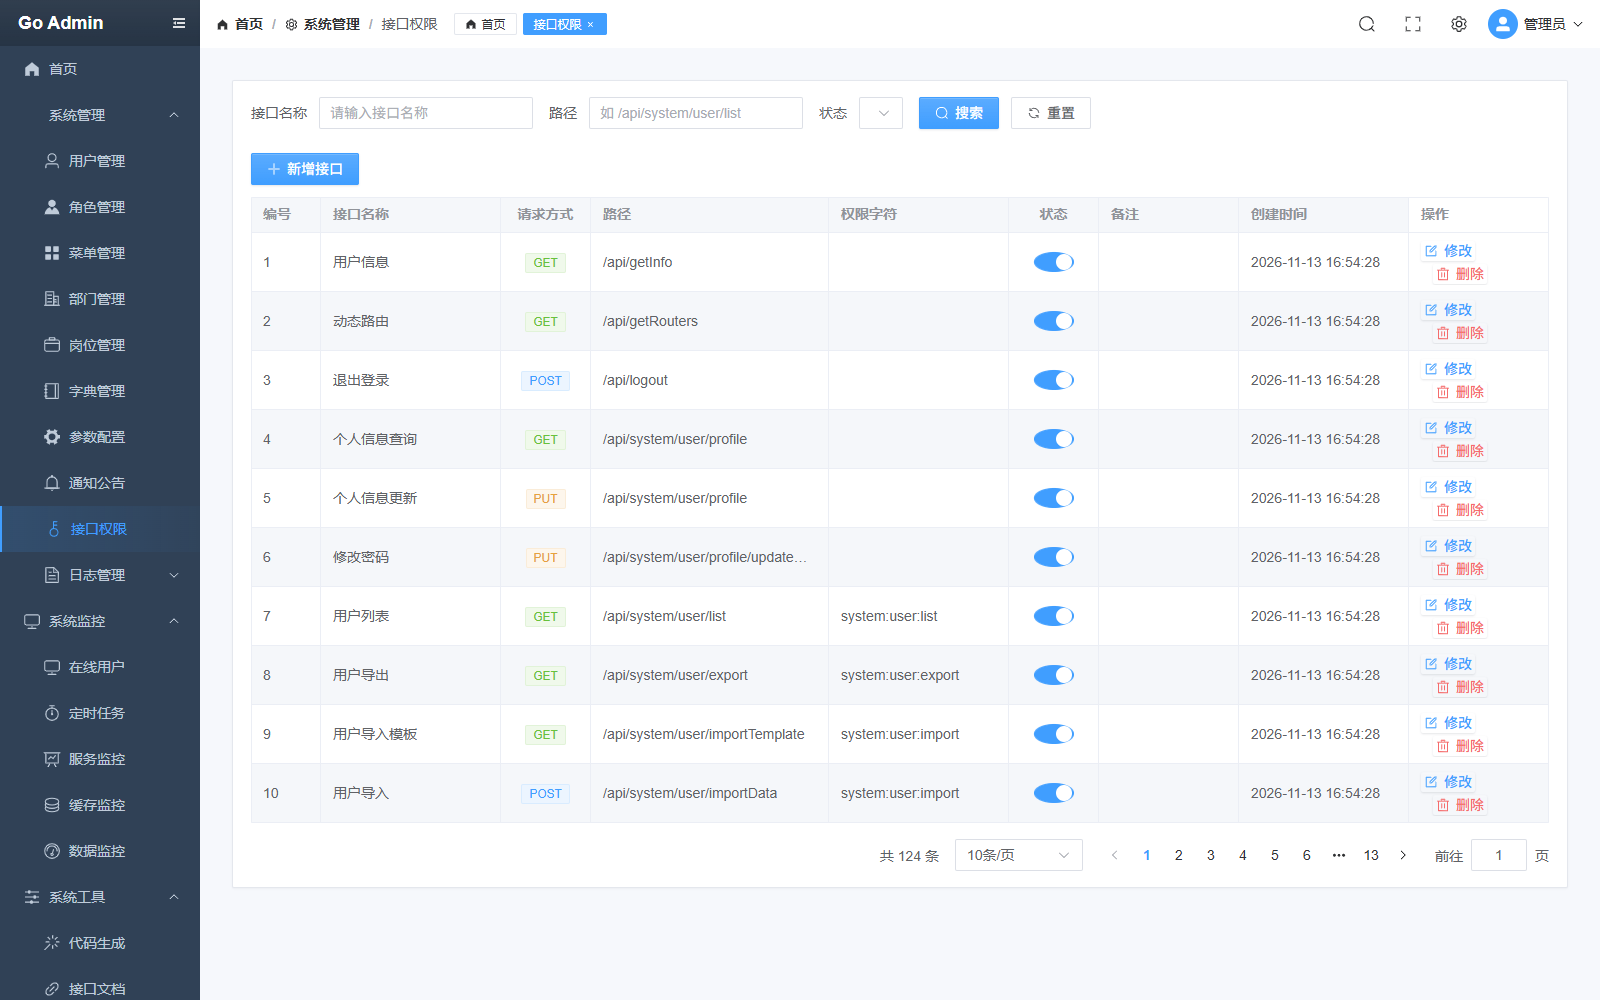 Go Admin
首页 / 系统管理 / 接口权限
首页 接口权限 ×
管理员
首页
系统管理
用户管理
角色管理
菜单管理
部门管理
岗位管理
字典管理
参数配置
通知公告
接口权限
日志管理
系统监控
在线用户
定时任务
服务监控
缓存监控
数据监控
系统工具
代码生成
接口文档
接口名称 请输入接口名称 路径 如 /api/system/user/list 状态 搜索 重置
新增接口
编号 接口名称 请求方式 路径 权限字符 状态 备注 创建时间 操作
1 用户信息 GET /api/getInfo 2026-11-13 16:54:28 修改
删除
2 动态路由 GET /api/getRouters 2026-11-13 16:54:28 修改
删除
3 退出登录 POST /api/logout 2026-11-13 16:54:28 修改
删除
4 个人信息查询 GET /api/system/user/profile 2026-11-13 16:54:28 修改
删除
5 个人信息更新 PUT /api/system/user/profile 2026-11-13 16:54:28 修改
删除
6 修改密码 PUT /api/system/user/profile/update... 2026-11-13 16:54:28 修改
删除
7 用户列表 GET /api/system/user/list system:user:list 2026-11-13 16:54:28 修改
删除
8 用户导出 GET /api/system/user/export system:user:export 2026-11-13 16:54:28 修改
删除
9 用户导入模板 GET /api/system/user/importTemplate system:user:import 2026-11-13 16:54:28 修改
删除
10 用户导入 POST /api/system/user/importData system:user:import 2026-11-13 16:54:28 修改
删除
共 124 条 10条/页 1 2 3 4 5 6 ••• 13 前往 1 页